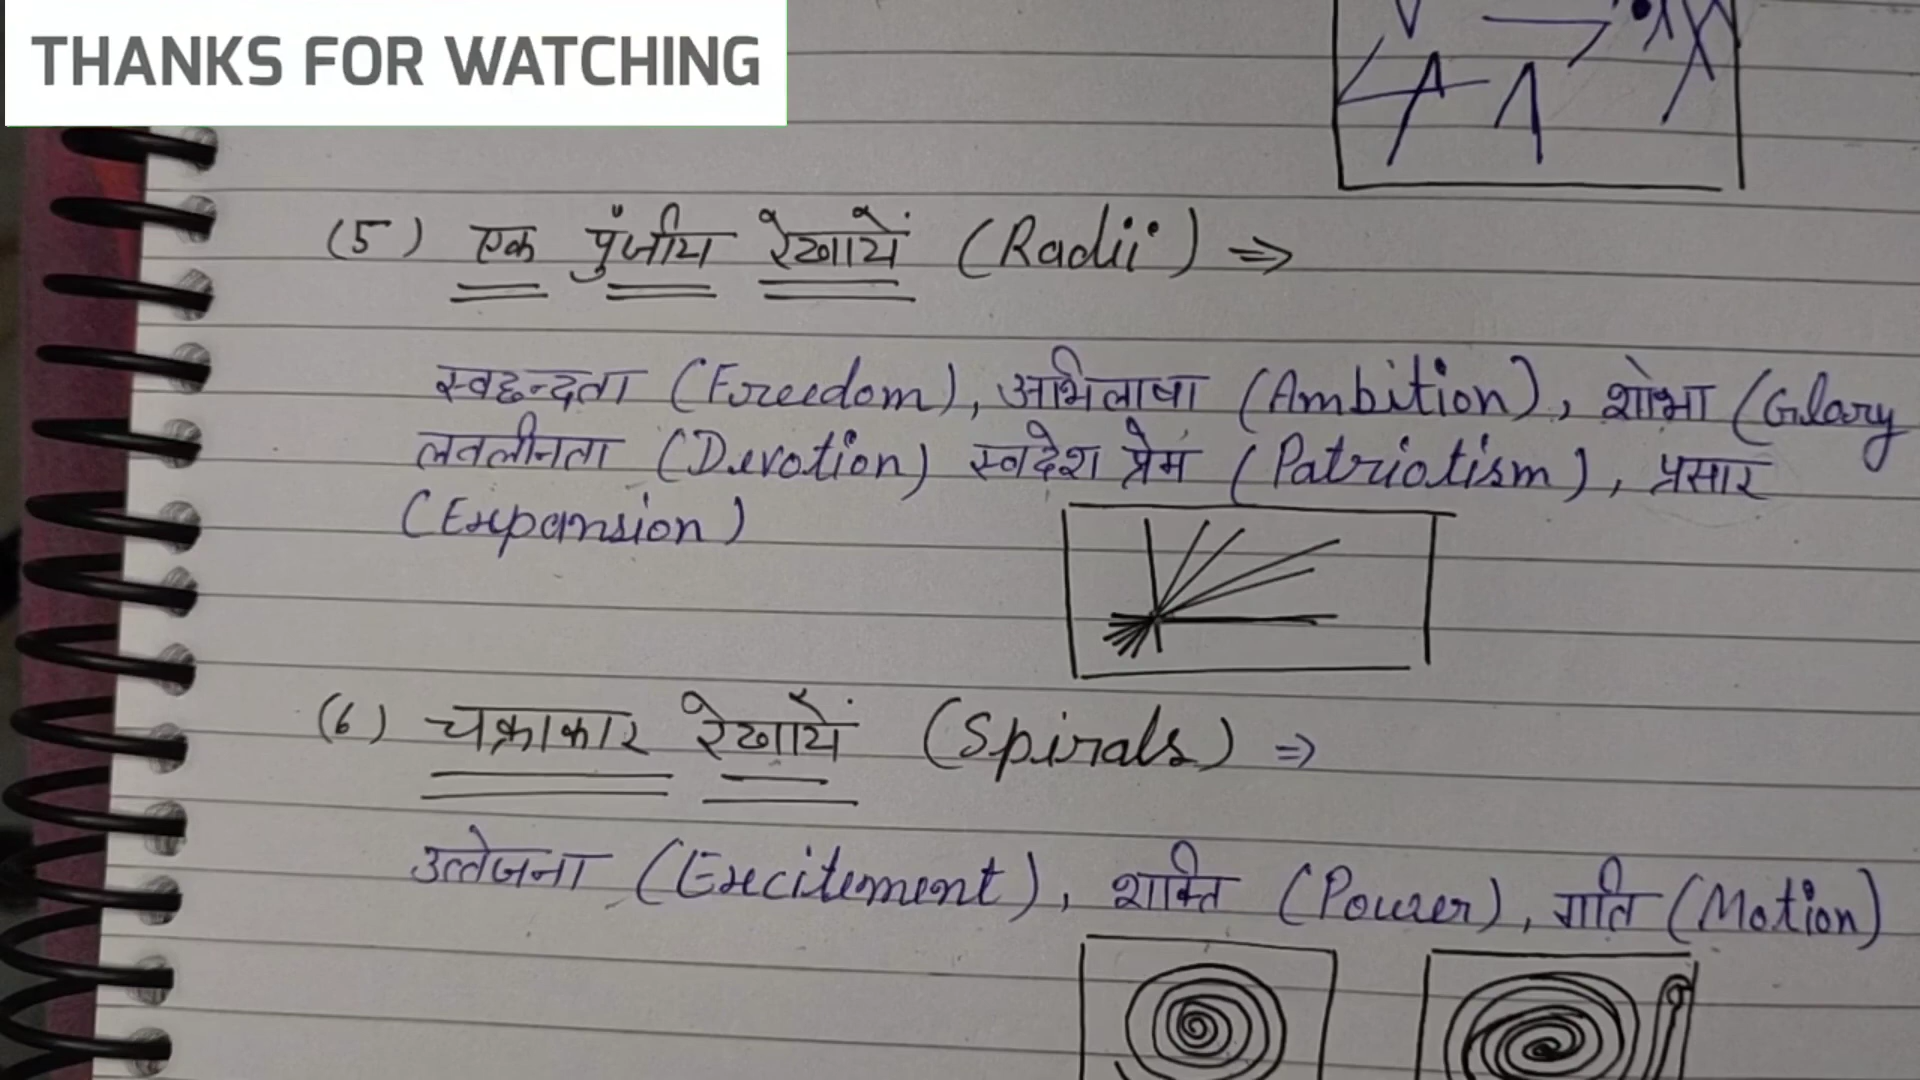 THANKS FOR WATCHING
(5) एक पुंजीय रेखायें (Radii) ⇒
स्वछन्दता (Freedom), अभिलाषा (Ambition), शोभा (Glory
लवलीनता (Devotion) स्वदेश प्रेम (Patriotism), प्रसार
(Expansion)
(6) चक्राकार रेखायें (Spirals) ⇒
उत्तेजना (Excitement), शक्ति (Power), गति (Motion)